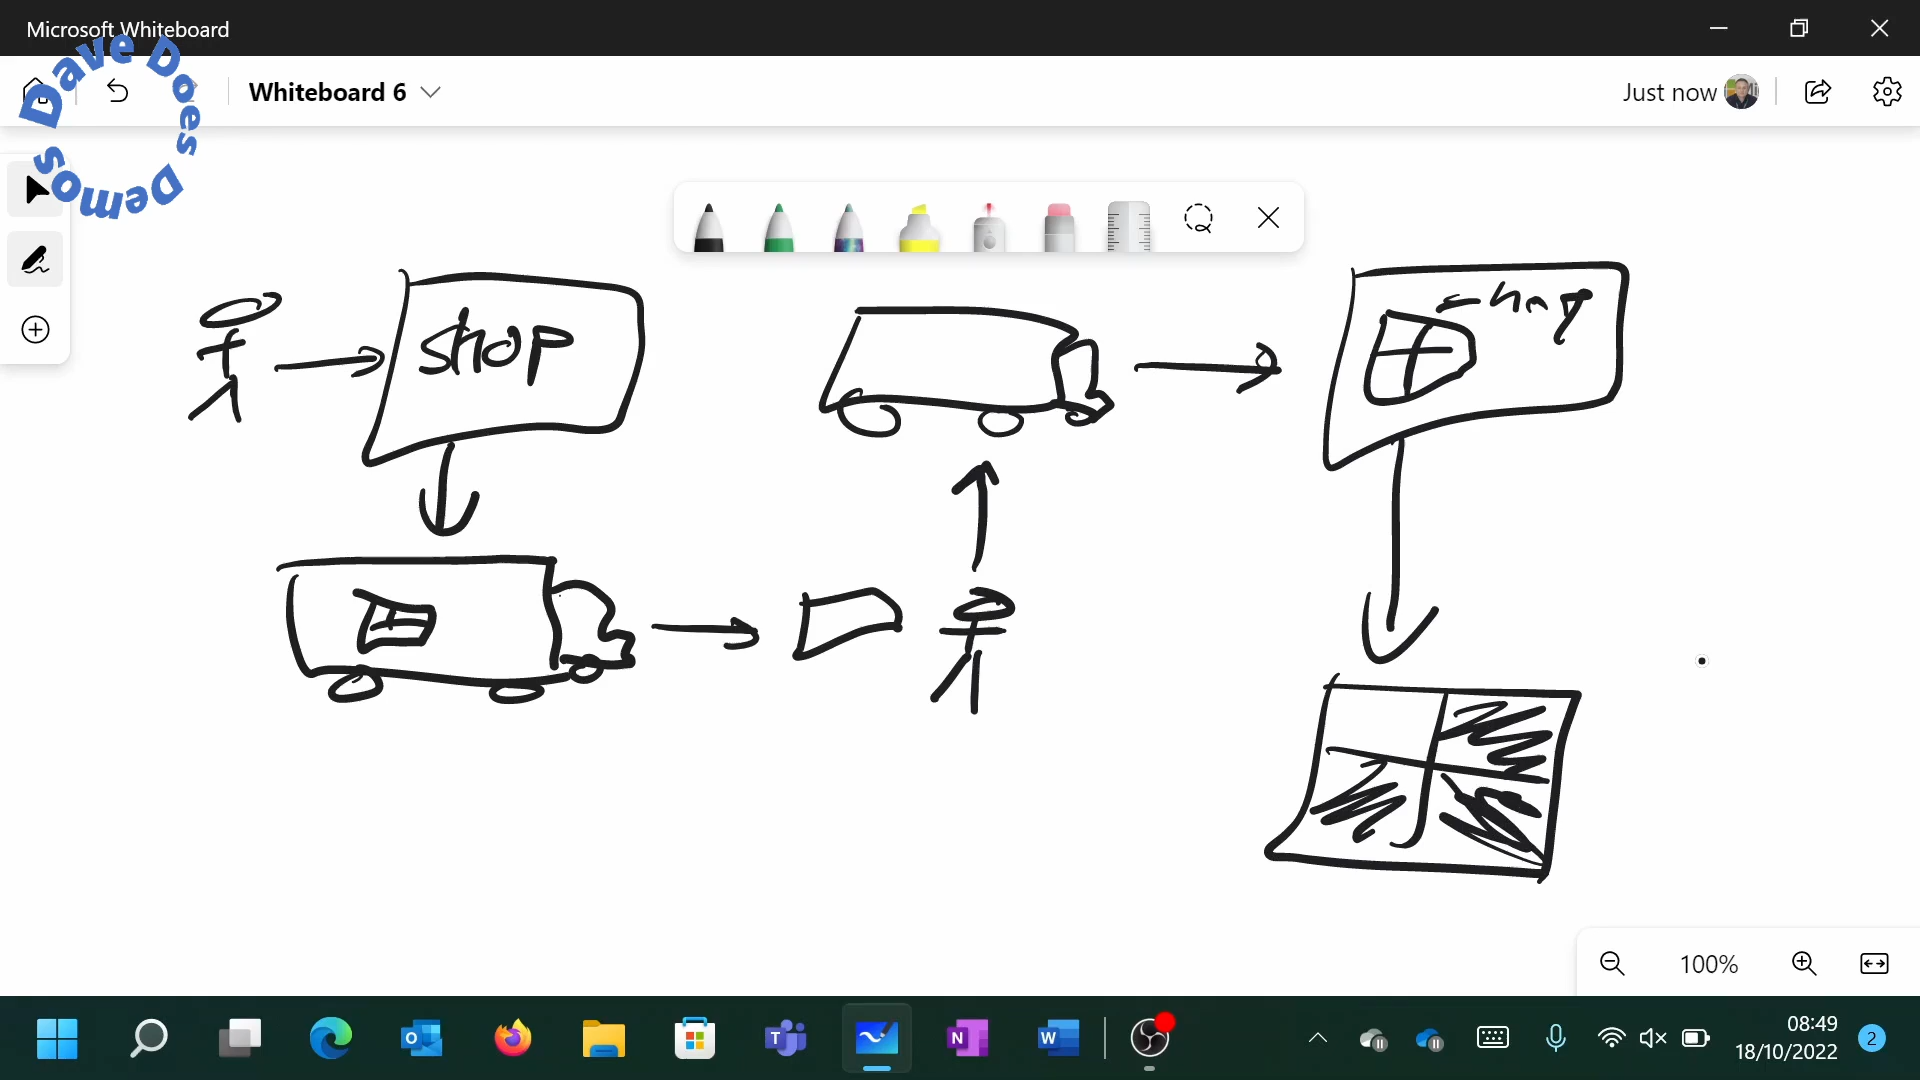 Microsoft Whiteboard
Dave Does Demos
Whiteboard 6
Just now
shop
100%
08:49
18/10/2022
2